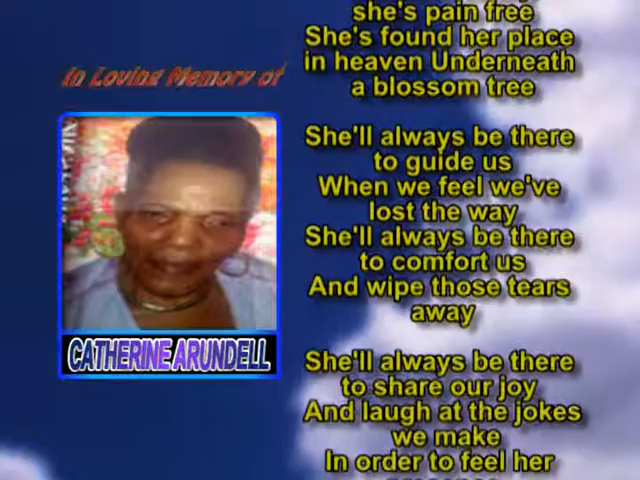 she's pain free
She's found her place
in heaven Underneath
a blossom tree
In Loving Memory of
She'll always be there
to guide us
When we feel we've
lost the way
She'll always be there
to comfort us
And wipe those tears
away
CATHERINE ARUNDELL
She'll always be there
to share our joy
And laugh at the jokes
we make
In order to feel her